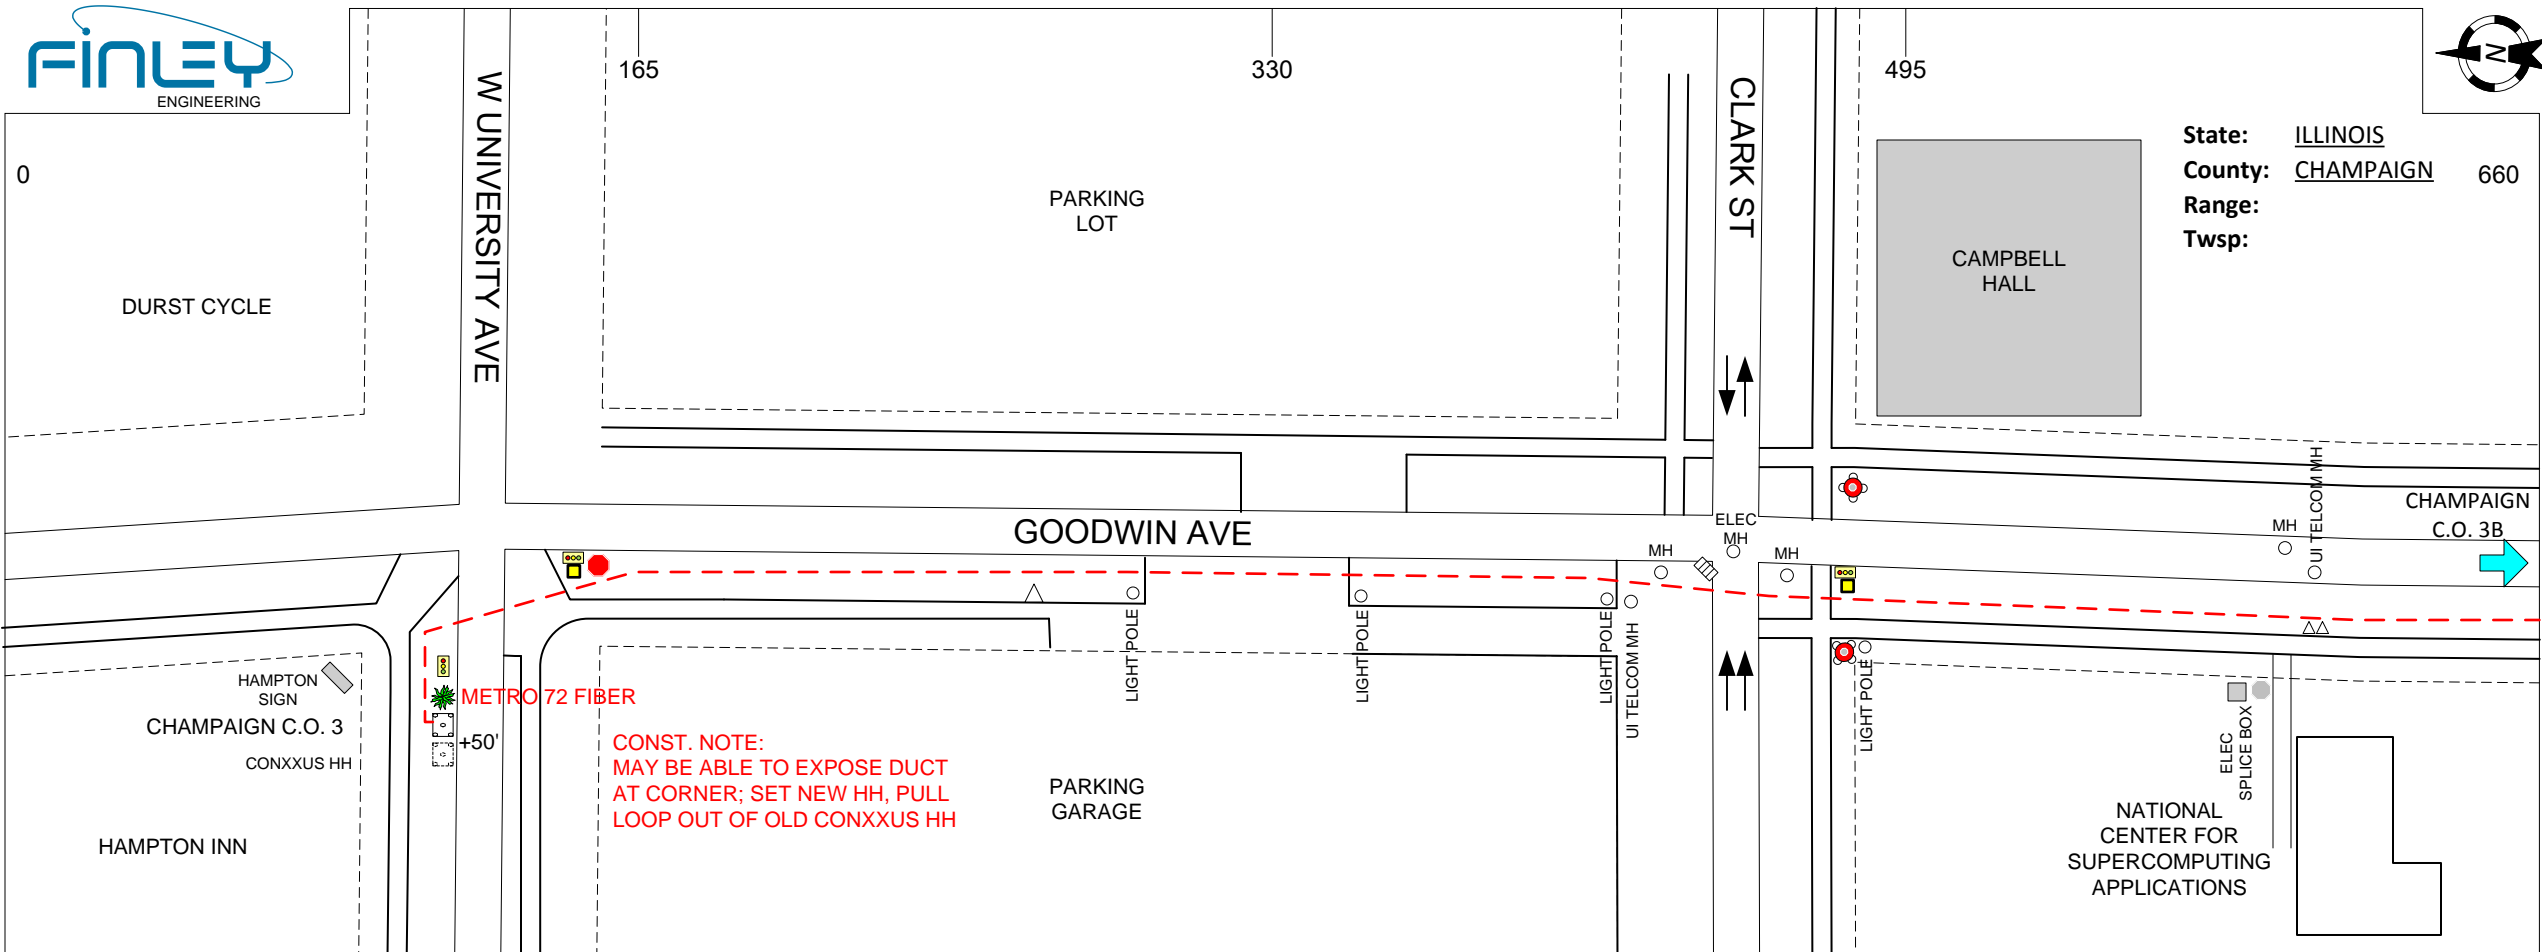 FINLEY
ENGINEERING
0
165
330
495
660
N
State: ILLINOIS
County: CHAMPAIGN
Range:
Twsp:
W UNIVERSITY AVE
CLARK ST
PARKING
LOT
CAMPBELL
HALL
DURST CYCLE
GOODWIN AVE
ELEC
MH
MH
MH
MH
UI TELCOM MH
CHAMPAIGN
C.O. 3B
LIGHT POLE
LIGHT POLE
LIGHT POLE
UI TELCOM MH
LIGHT POLE
HAMPTON
SIGN
METRO 72 FIBER
CHAMPAIGN C.O. 3
+50'
CONXXUS HH
CONST. NOTE:
MAY BE ABLE TO EXPOSE DUCT
AT CORNER; SET NEW HH, PULL
LOOP OUT OF OLD CONXXUS HH
PARKING
GARAGE
HAMPTON INN
ELEC
SPLICE BOX
NATIONAL
CENTER FOR
SUPERCOMPUTING
APPLICATIONS